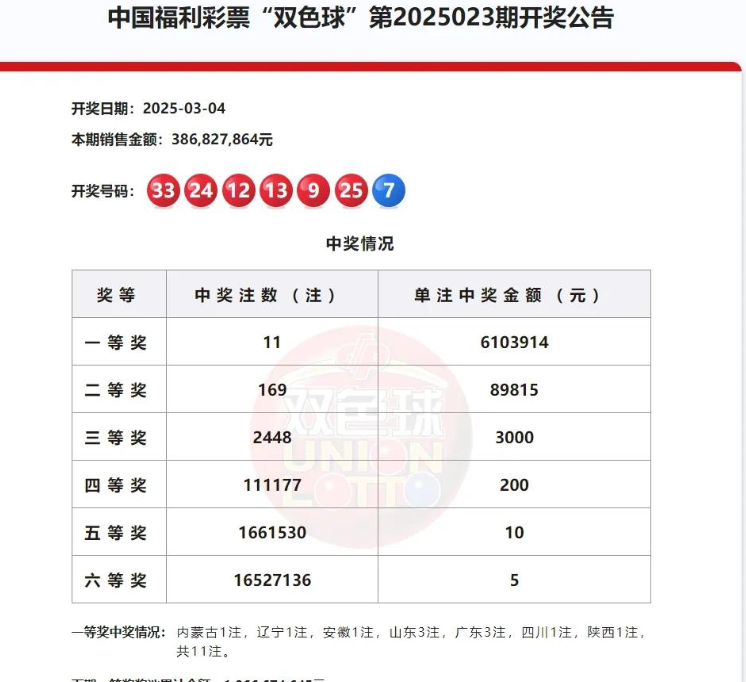 中国福利彩票“双色球”第2025023期开奖公告
开奖日期：2025-03-04
本期销售金额：386,827,864元
开奖号码：33 24 12 13 9 25 7
中奖情况
奖等 中奖注数（注） 单注中奖金额（元）
一等奖 11 6103914
二等奖 169 89815
三等奖 2448 3000
四等奖 111177 200
五等奖 1661530 10
六等奖 16527136 5
双色球
UNION
LOTTO
一等奖中奖情况：内蒙古1注，辽宁1注，安徽1注，山东3注，广东3注，四川1注，陕西1注，
共11注。